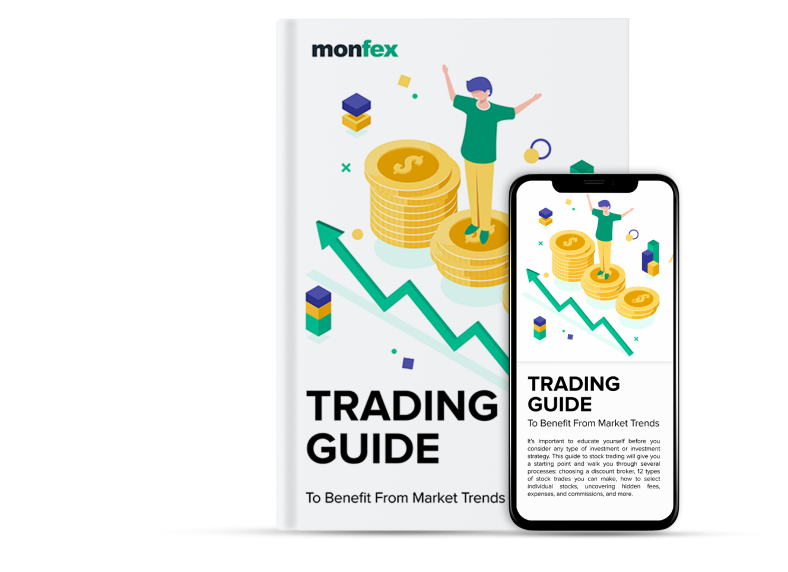 monfex
TRADING
GUIDE
To Benefit From Market Trends
TRADING
GUIDE
To Benefit From Market Trends
It's important to educate yourself before you
consider any type of investment or investment
strategy. This guide to stock trading will give you
a starting point and walk you through several
processes: choosing a discount broker, 12 types
of stock trades you can make, how to select
individual stocks, uncovering hidden fees,
expenses, and commissions, and more.